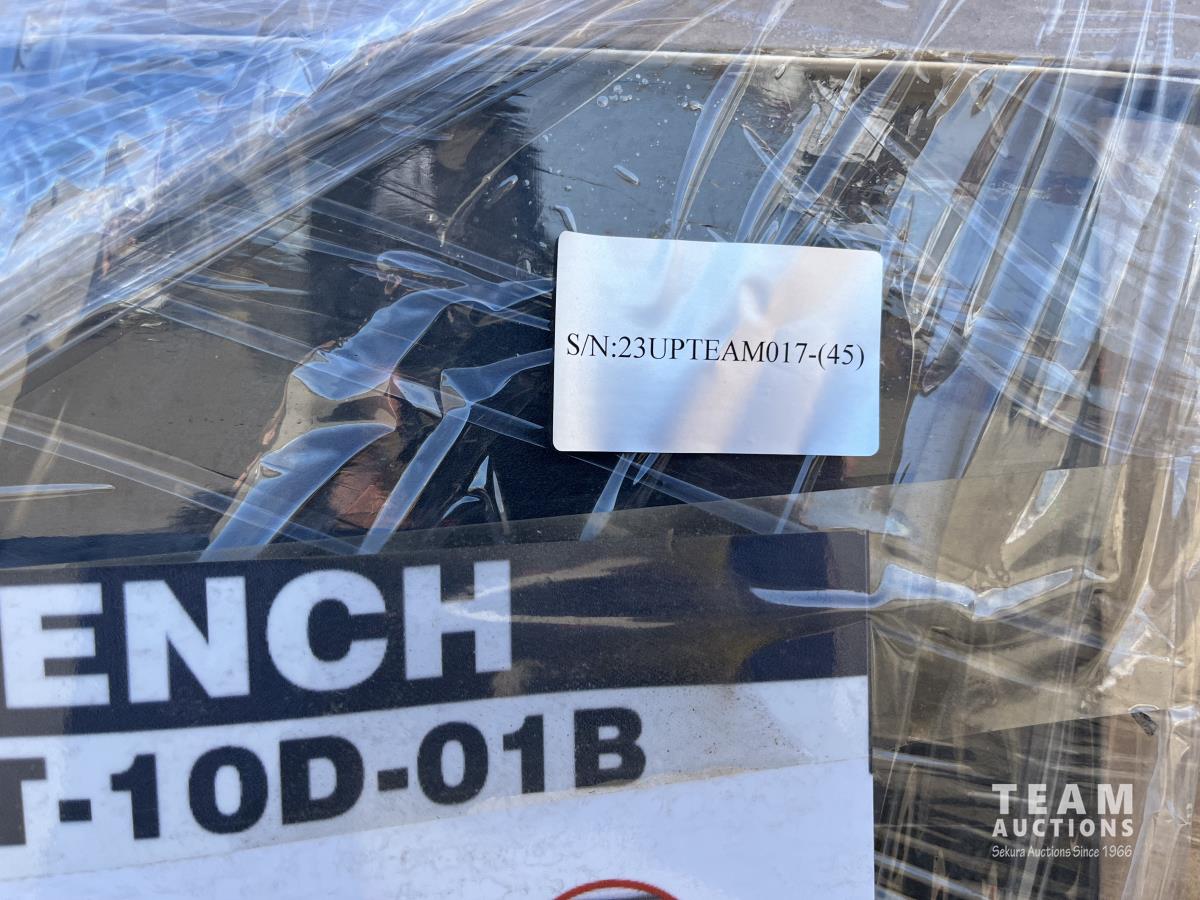 S/N:23UPTEAM017-(45)
ENCH
T-10D-01B
TEAM
AUCTIONS
Sekura Auctions Since 1966